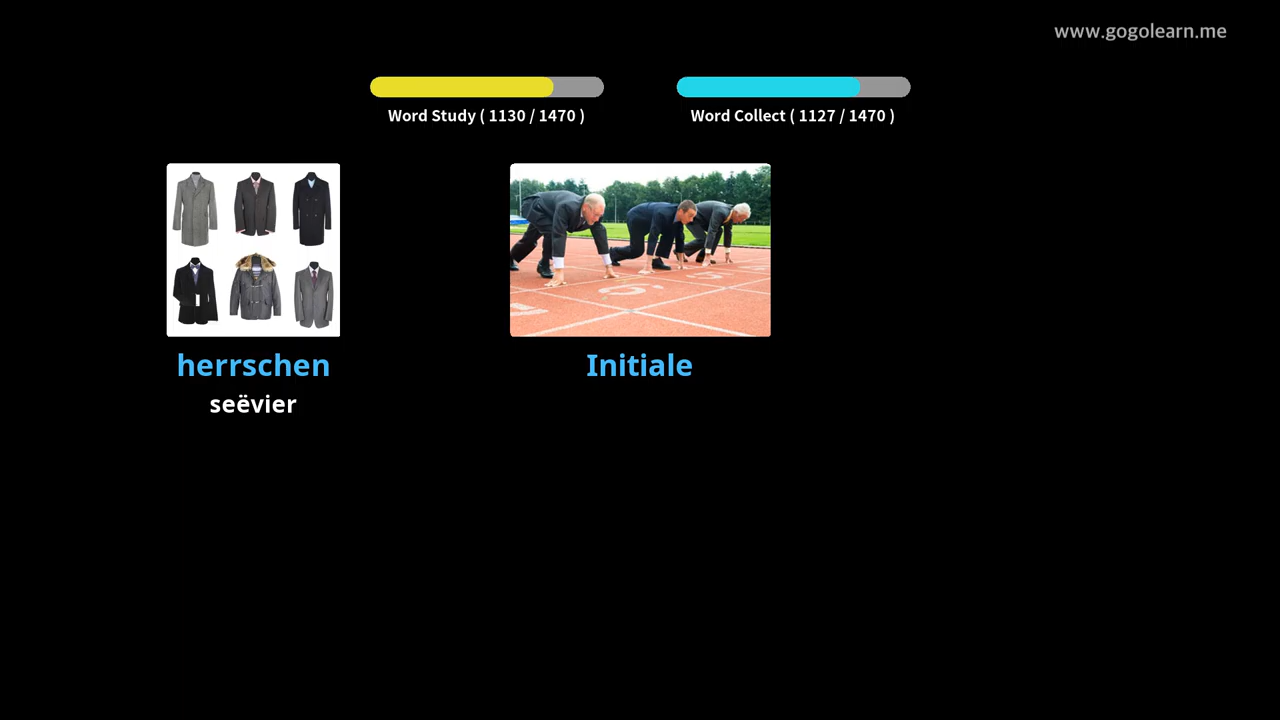 www.gogolearn.me
Word Study ( 1130 / 1470 )
Word Collect ( 1127 / 1470 )
herrschen
Initiale
seëvier